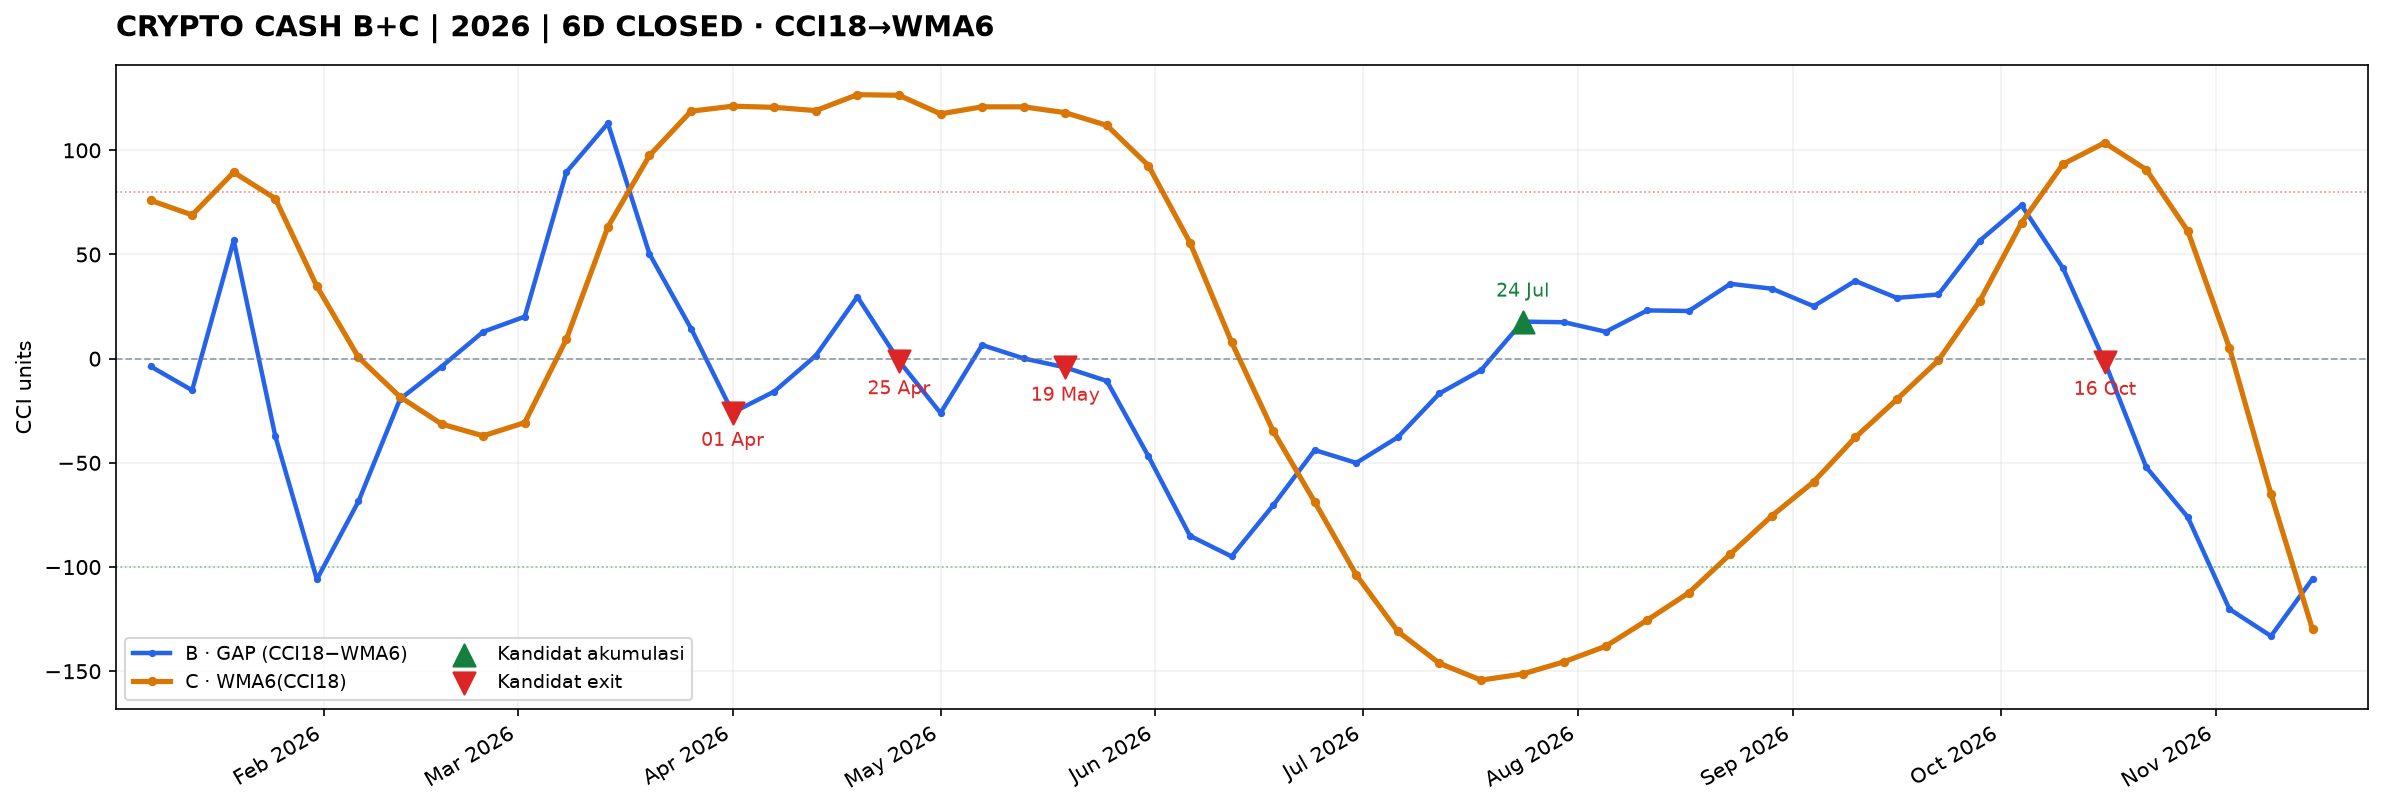 CRYPTO CASH B+C | 2026 | 6D CLOSED · CCI18→WMA6
CCI units
100
50
0
−50
−100
−150
24 Jul
25 Apr
19 May
16 Oct
01 Apr
B · GAP (CCI18−WMA6)
C · WMA6(CCI18)
Kandidat akumulasi
Kandidat exit
Feb 2026
Mar 2026
Apr 2026
May 2026
Jun 2026
Jul 2026
Aug 2026
Sep 2026
Oct 2026
Nov 2026